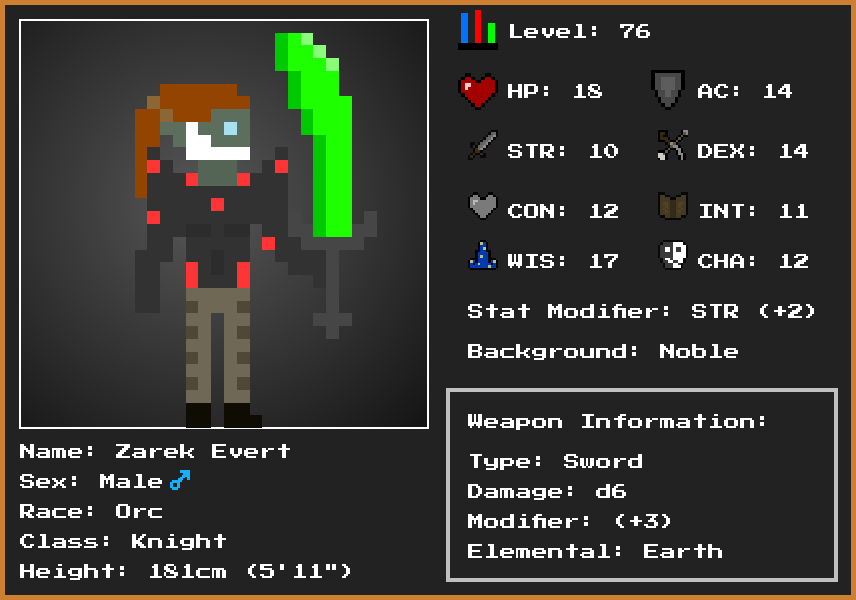 Level: 76
HP: 18
AC: 14
STR: 10
DEX: 14
CON: 12
INT: 11
WIS: 17
CHA: 12
Stat Modifier: STR (+2)
Background: Noble
Weapon Information:
Type: Sword
Damage: d6
Modifier: (+3)
Elemental: Earth
Name: Zarek Evert
Sex: Male ♂
Race: Orc
Class: Knight
Height: 181cm (5'11")